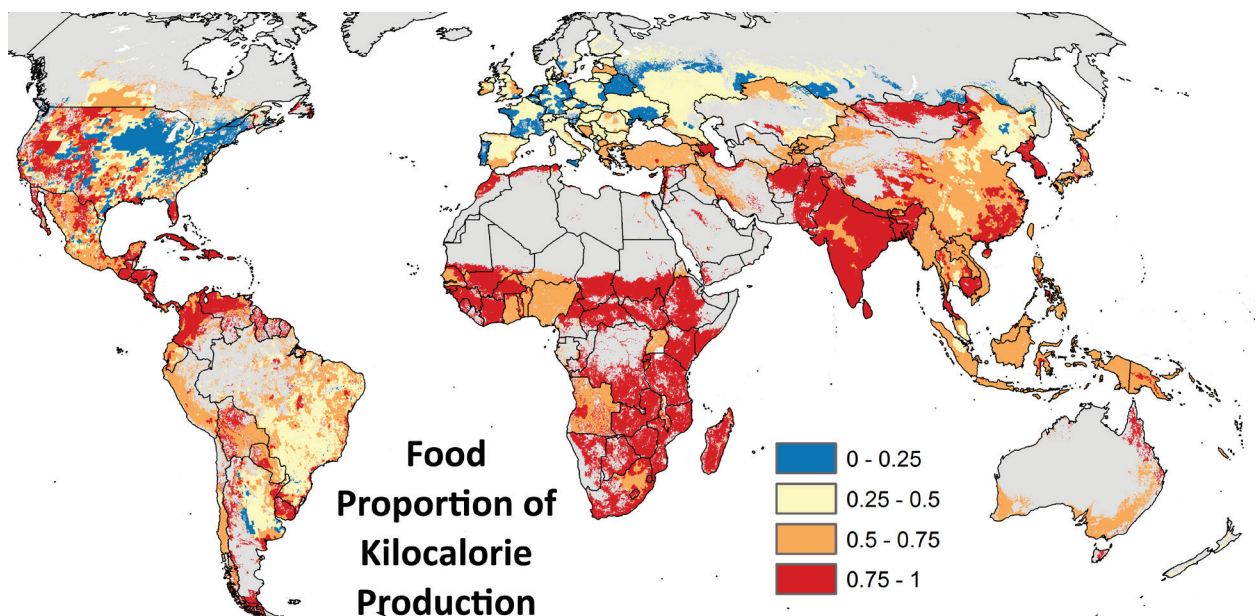 Food
Proportion of
Kilocalorie
Production
0 - 0.25
0.25 - 0.5
0.5 - 0.75
0.75 - 1